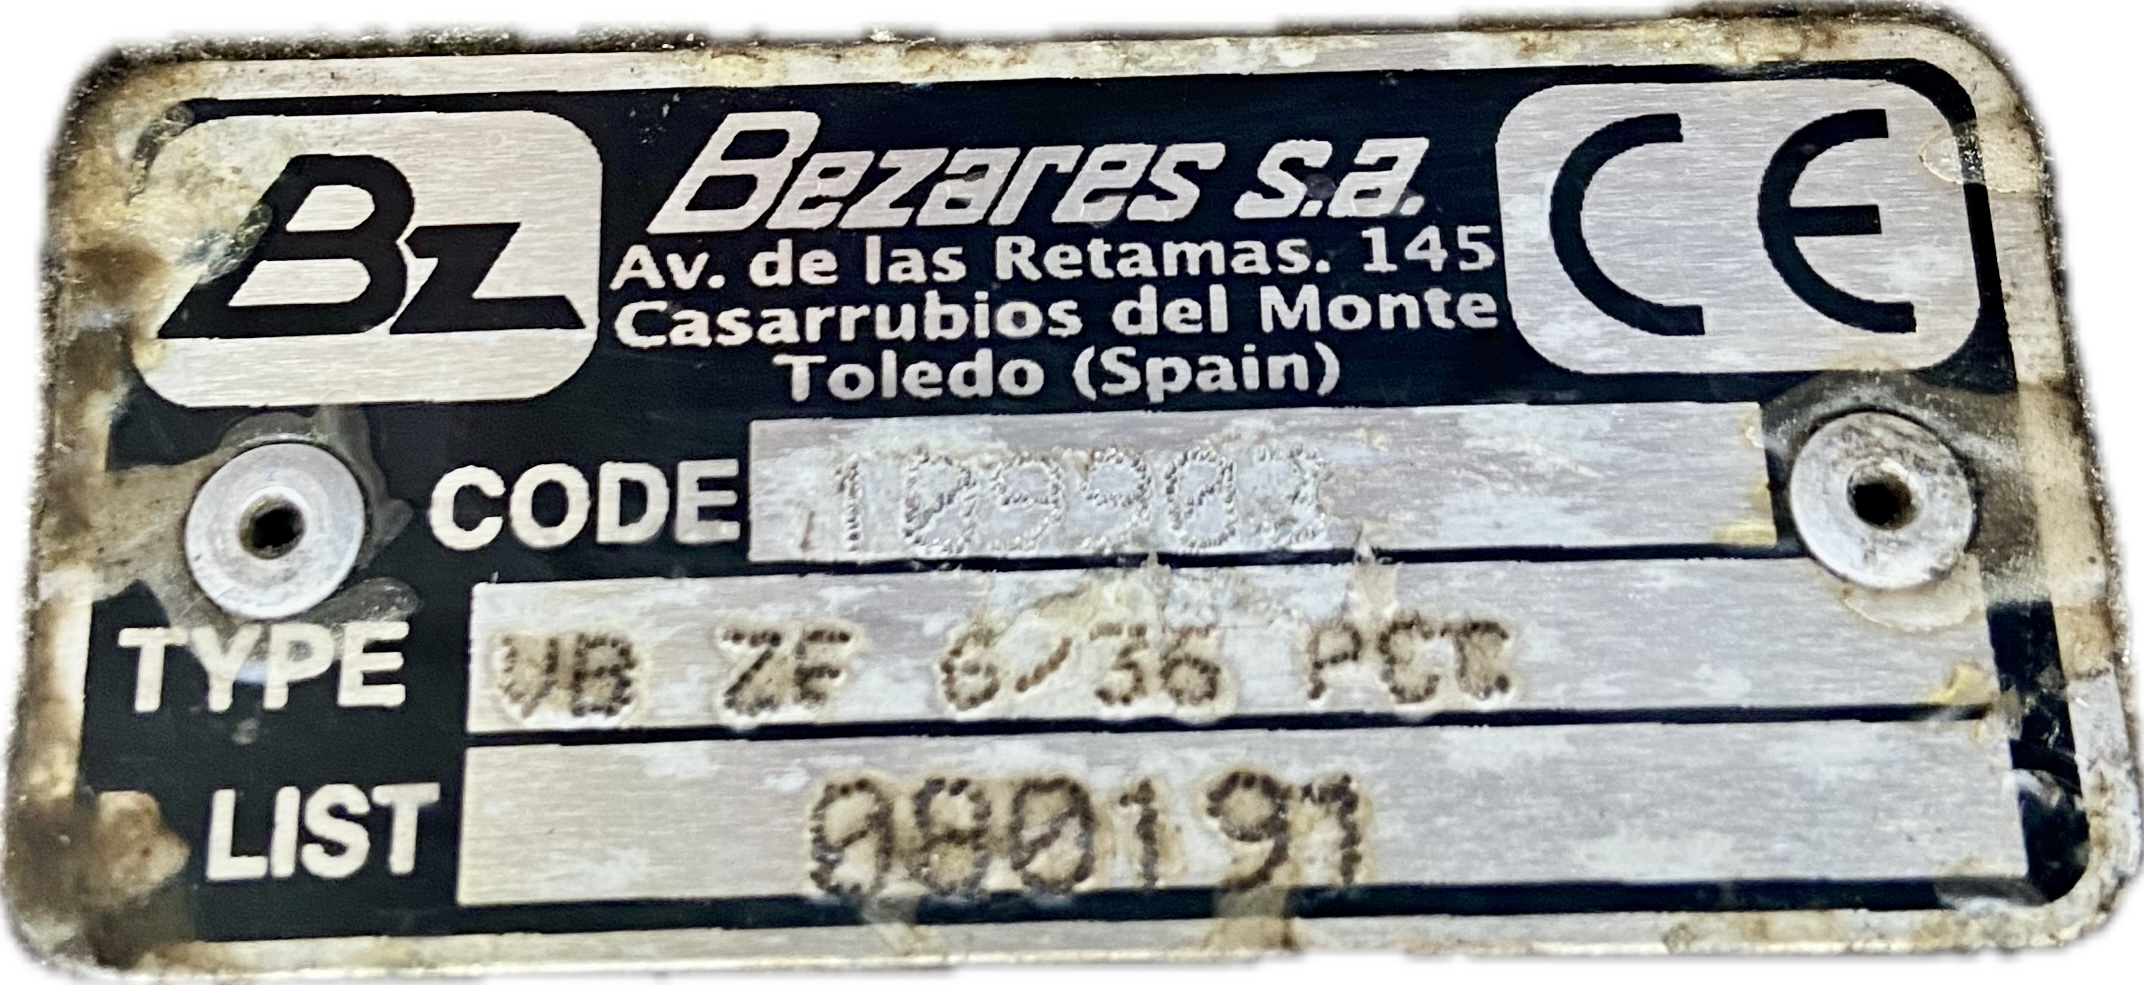 Bz
Bezares s.a.
CE
Av. de las Retamas. 145
Casarrubios del Monte
Toledo (Spain)
CODE
TYPE VB ZF 6/36 PCT
LIST 080191